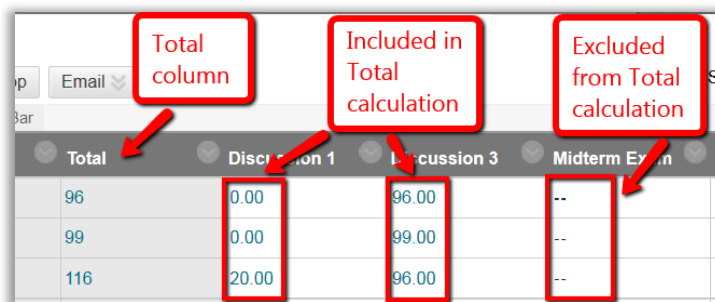 Total
column
Included in
Total
calculation
Excluded
from Total
calculation
Email
Bar
Total Discussion 1 Discussion 3 Midterm Exam
96 0.00 96.00 --
99 0.00 99.00 --
116 20.00 96.00 --